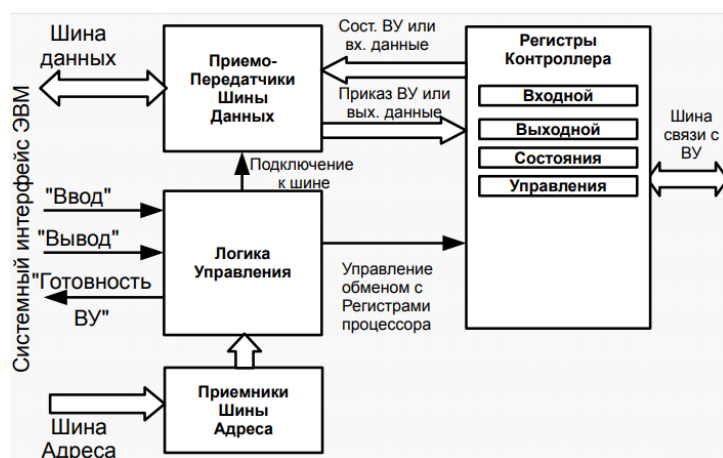 Системный интерфейс ЭВМ
Шина
данных
Приемо-
Передатчики
Шины
Данных
Сост. ВУ или
вх. данные
Приказ ВУ или
вых. данные
Регистры
Контроллера
Входной
Выходной
Состояния
Управления
Шина
связи с
ВУ
Подключение
к шине
"Ввод"
"Вывод"
"Готовность
ВУ"
Логика
Управления
Управление
обменом с
Регистрами
процессора
Приемники
Шины
Адреса
Шина
Адреса